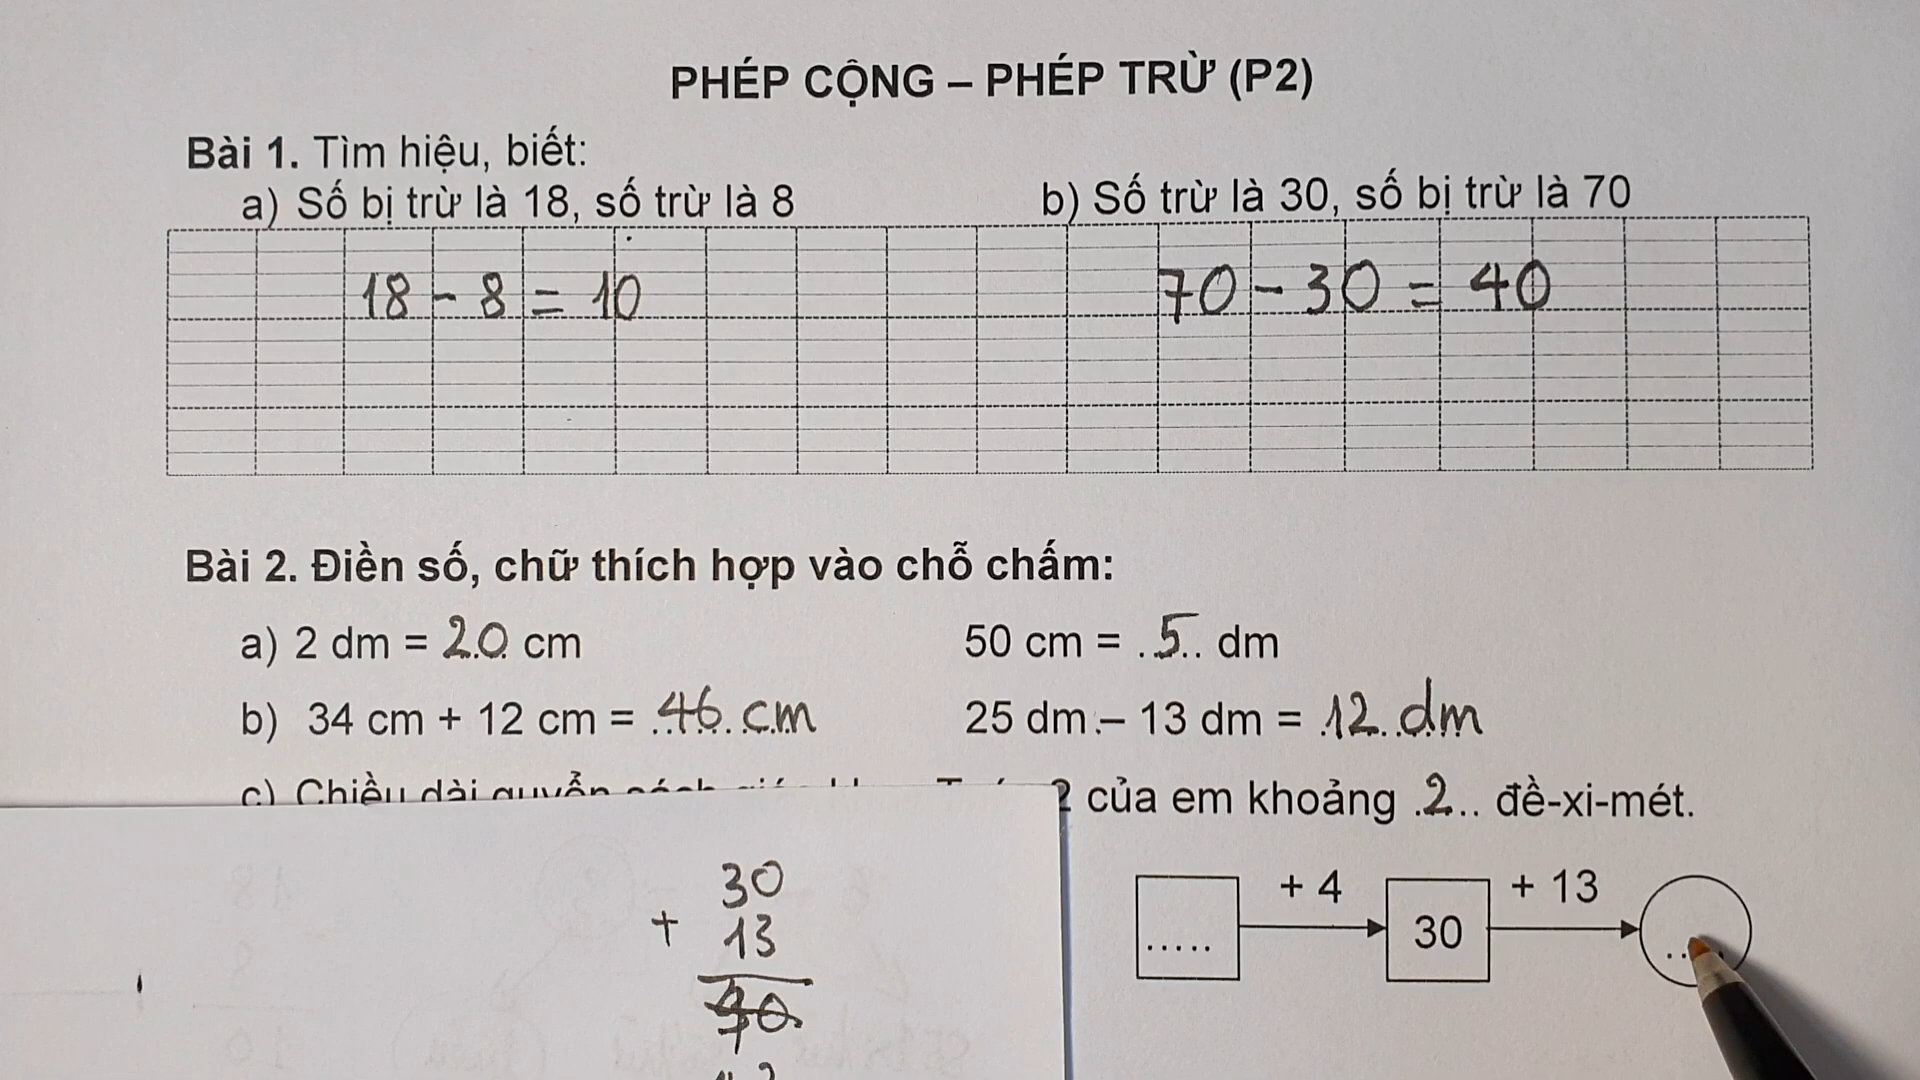 PHÉP CỘNG – PHÉP TRỪ (P2)
Bài 1. Tìm hiệu, biết:
a) Số bị trừ là 18, số trừ là 8
b) Số trừ là 30, số bị trừ là 70
18 - 8 = 10
70 - 30 = 40
Bài 2. Điền số, chữ thích hợp vào chỗ chấm:
a) 2 dm = 20 cm
50 cm = ..5.. dm
b) 34 cm + 12 cm = ..46..cm
25 dm – 13 dm = .12..dm
c) Chiều dài quyển 2 của em khoảng .2.. đề-xi-mét.
+ 4 + 13
..... 30
30
+ 13